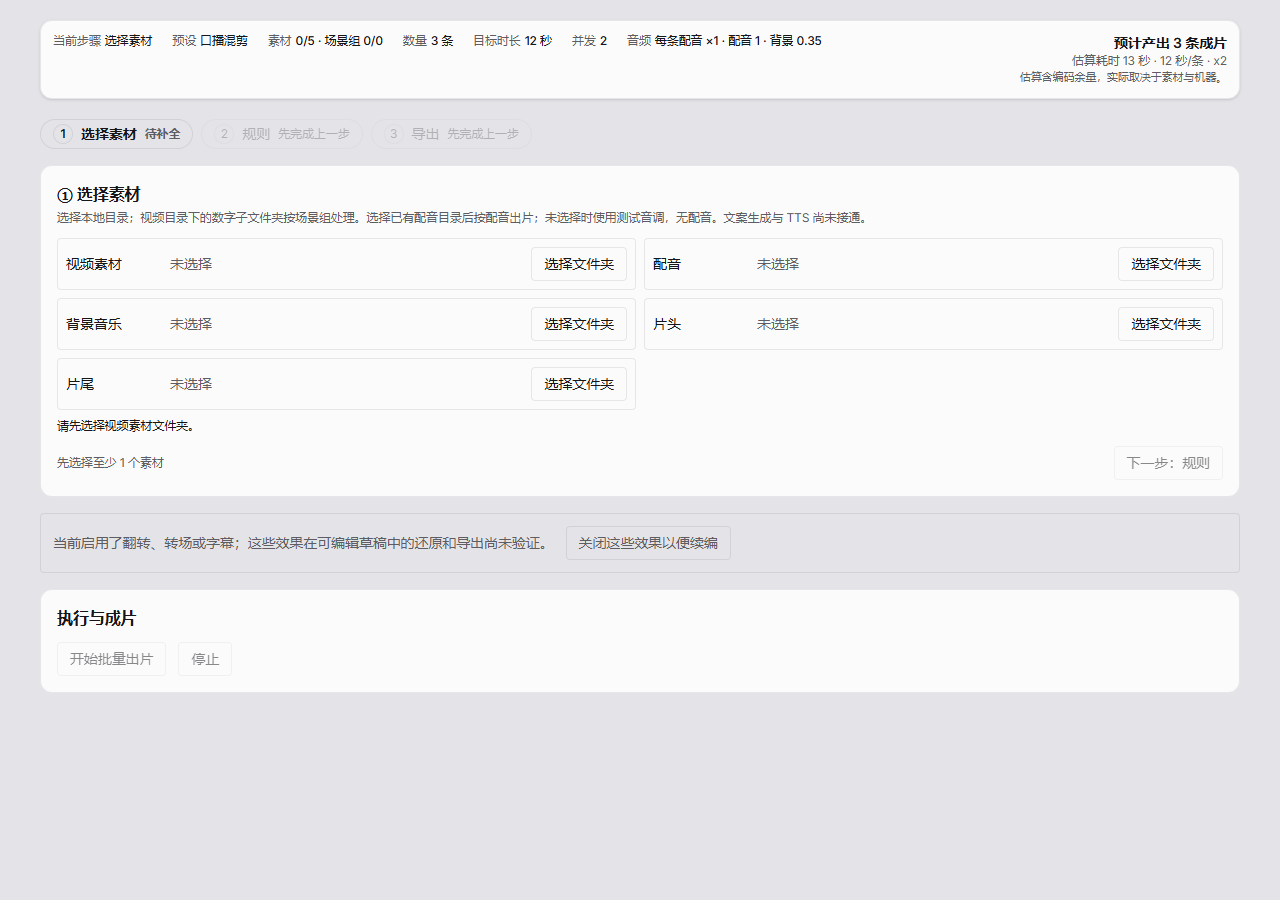 当前步骤 选择素材 预设 口播混剪 素材 0/5 · 场景组 0/0 数量 3 条 目标时长 12 秒 并发 2 音频 每条配音 ×1 · 配音 1 · 背景 0.35
预计产出 3 条成片
估算耗时 13 秒 · 12 秒/条 · x2
估算含编码余量，实际取决于素材与机器。
1 选择素材 待补全 2 规则 先完成上一步 3 导出 先完成上一步
① 选择素材
选择本地目录；视频目录下的数字子文件夹按场景组处理。选择已有配音目录后按配音出片；未选择时使用测试音调，无配音。文案生成与 TTS 尚未接通。
视频素材 未选择 选择文件夹 配音 未选择 选择文件夹
背景音乐 未选择 选择文件夹 片头 未选择 选择文件夹
片尾 未选择 选择文件夹
请先选择视频素材文件夹。
先选择至少 1 个素材 下一步：规则
当前启用了翻转、转场或字幕；这些效果在可编辑草稿中的还原和导出尚未验证。 关闭这些效果以便续编
执行与成片
开始批量出片 停止